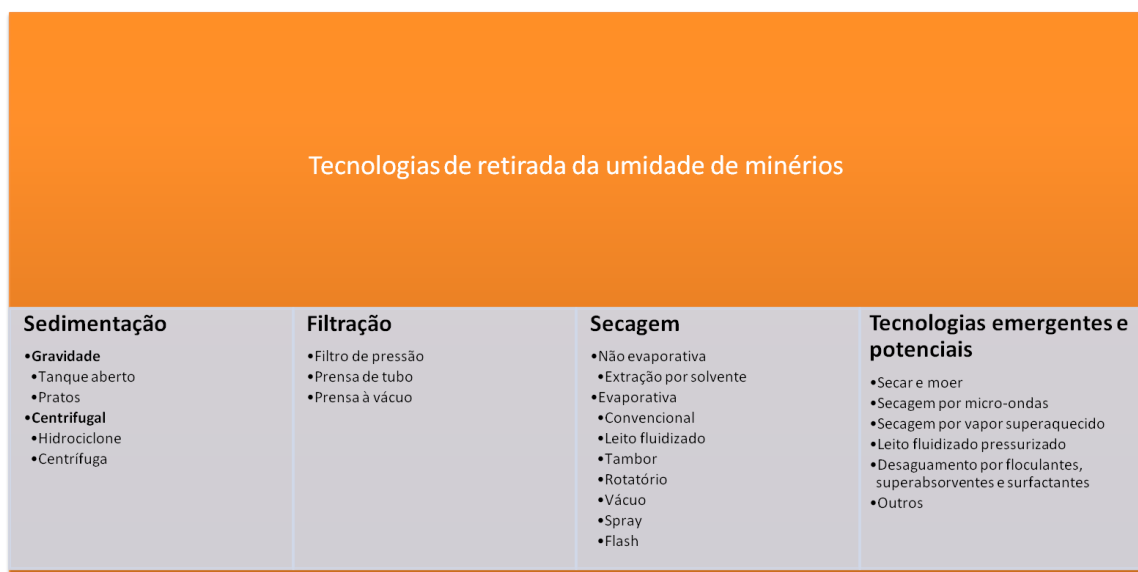 Tecnologias de retirada da umidade de minérios
Sedimentação
•Gravidade
•Tanque aberto
•Pratos
•Centrifugal
•Hidrociclone
•Centrífuga
Filtração
•Filtro de pressão
•Prensa de tubo
•Prensa à vácuo
Secagem
•Não evaporativa
•Extração por solvente
•Evaporativa
•Convencional
•Leito fluidizado
•Tambor
•Rotatório
•Vácuo
•Spray
•Flash
Tecnologias emergentes e
potenciais
•Secar e moer
•Secagem por micro-ondas
•Secagem por vapor superaquecido
•Leito fluidizado pressurizado
•Desaguamento por floculantes,
superabsorventes e surfactantes
•Outros